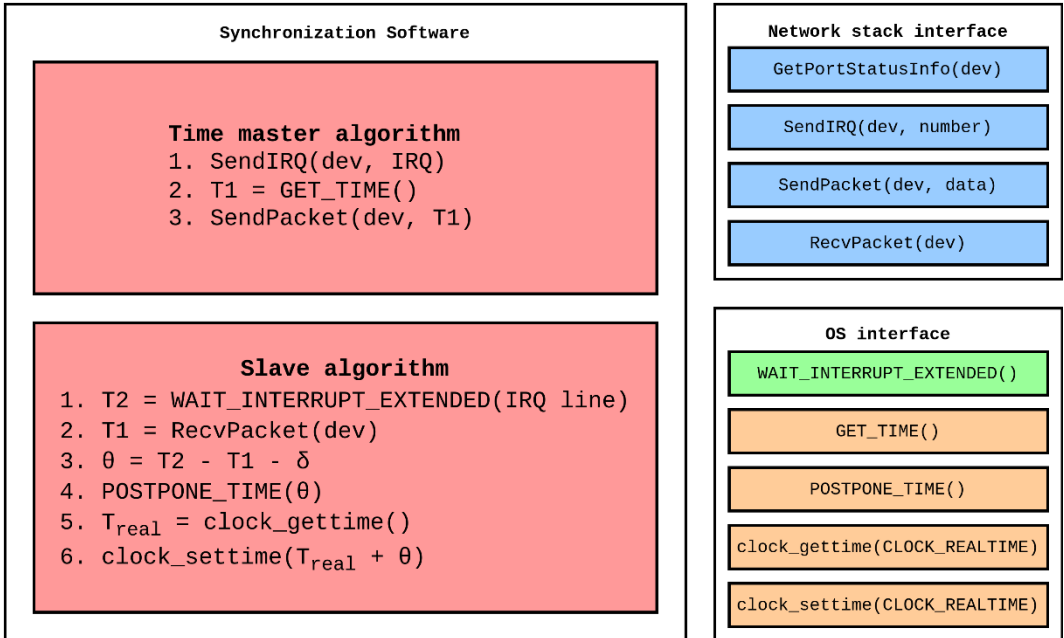 Synchronization Software
Time master algorithm
1. SendIRQ(dev, IRQ)
2. T1 = GET_TIME()
3. SendPacket(dev, T1)
Slave algorithm
1. T2 = WAIT_INTERRUPT_EXTENDED(IRQ line)
2. T1 = RecvPacket(dev)
3. θ = T2 - T1 - δ
4. POSTPONE_TIME(θ)
5. T_real = clock_gettime()
6. clock_settime(T_real + θ)
Network stack interface
GetPortStatusInfo(dev)
SendIRQ(dev, number)
SendPacket(dev, data)
RecvPacket(dev)
OS interface
WAIT_INTERRUPT_EXTENDED()
GET_TIME()
POSTPONE_TIME()
clock_gettime(CLOCK_REALTIME)
clock_settime(CLOCK_REALTIME)